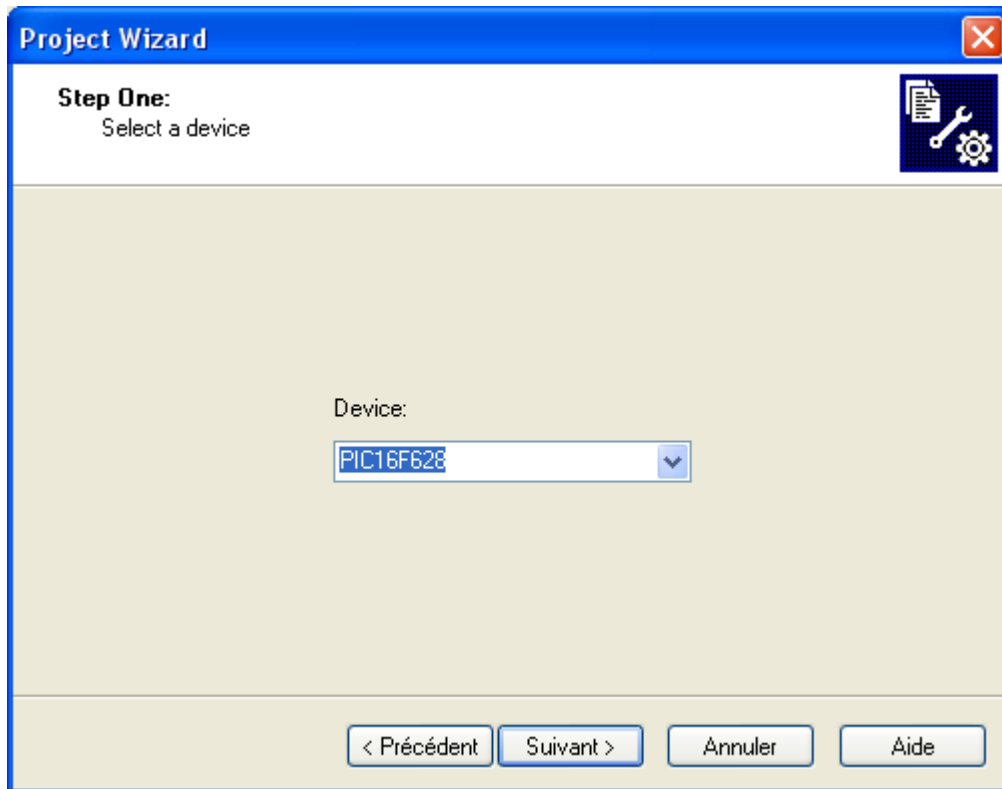 Project Wizard
Step One:
Select a device
Device:
PIC16F628
< Précédent Suivant > Annuler Aide